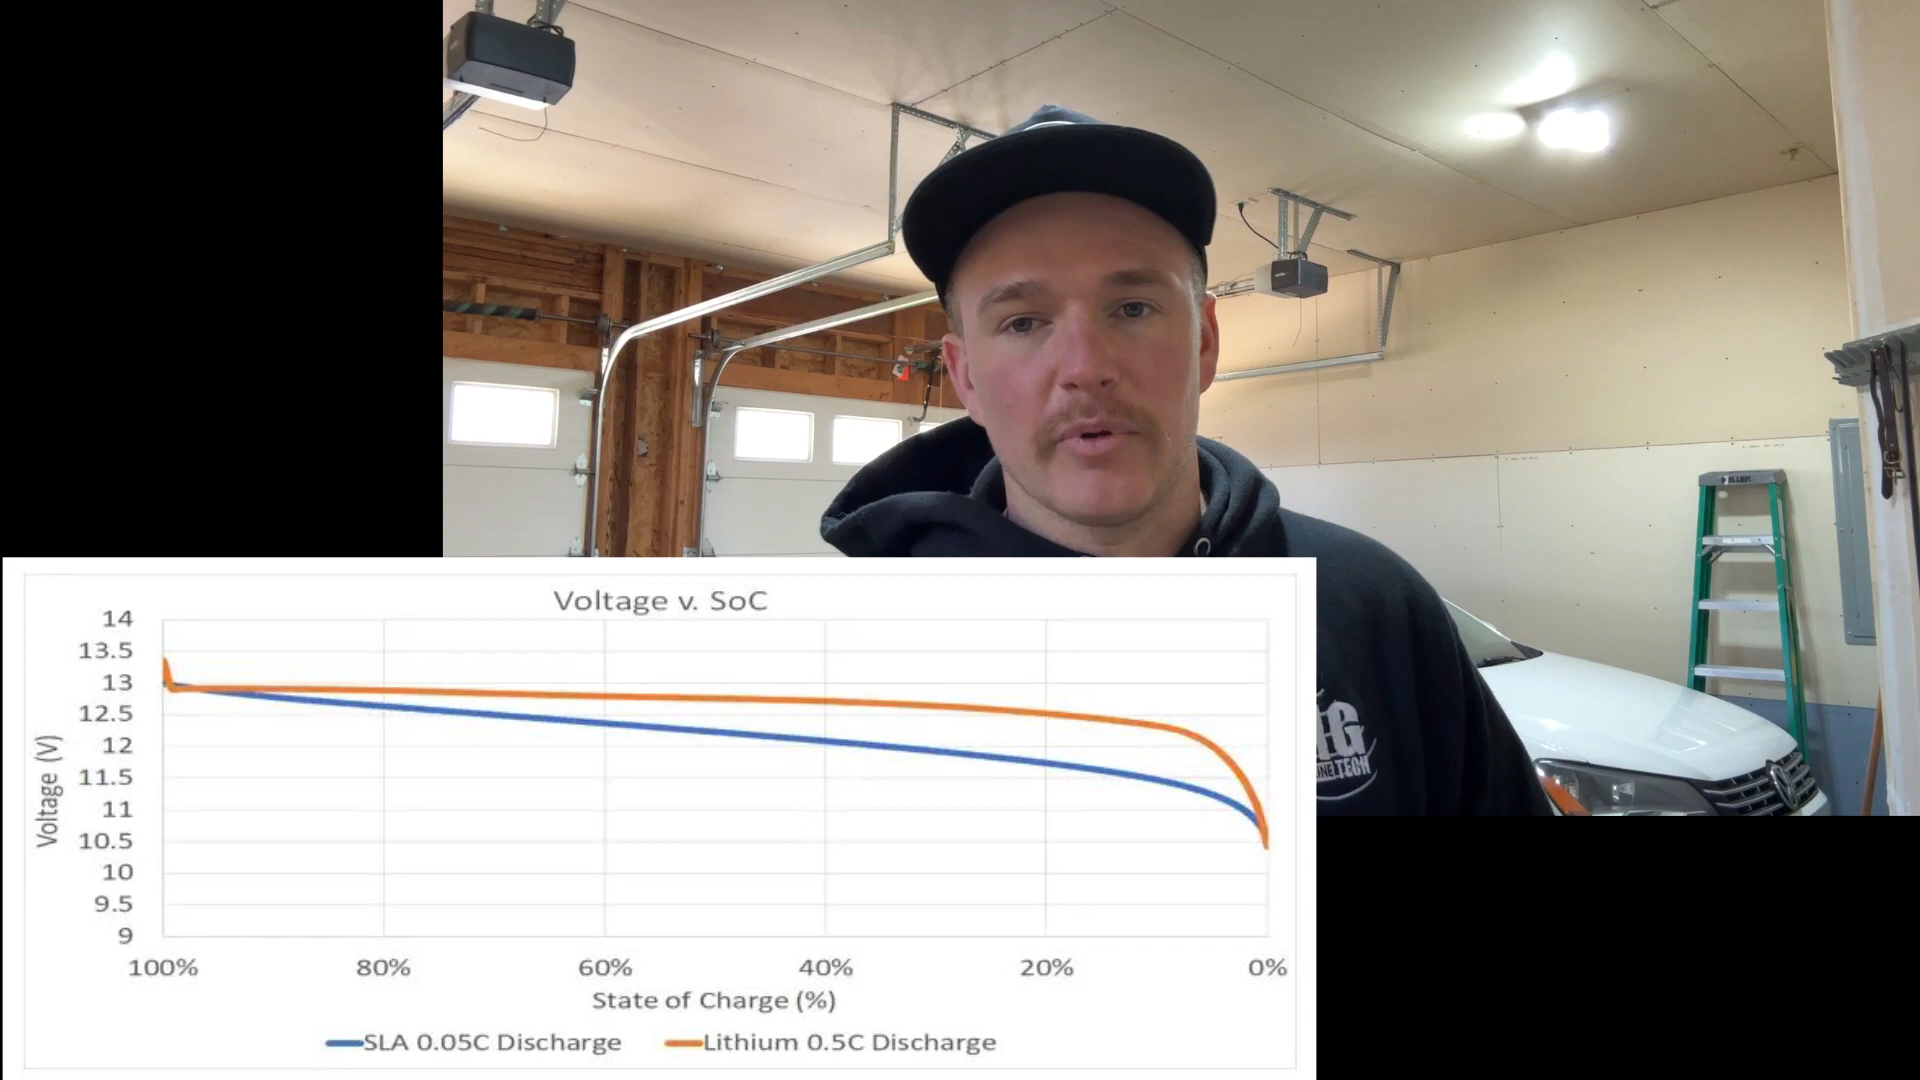 Voltage v. SoC
14
13.5
13
12.5
12
11.5
11
10.5
10
9.5
9
Voltage (V)
100% 80% 60% 40% 20% 0%
State of Charge (%)
SLA 0.05C Discharge Lithium 0.5C Discharge
TECH